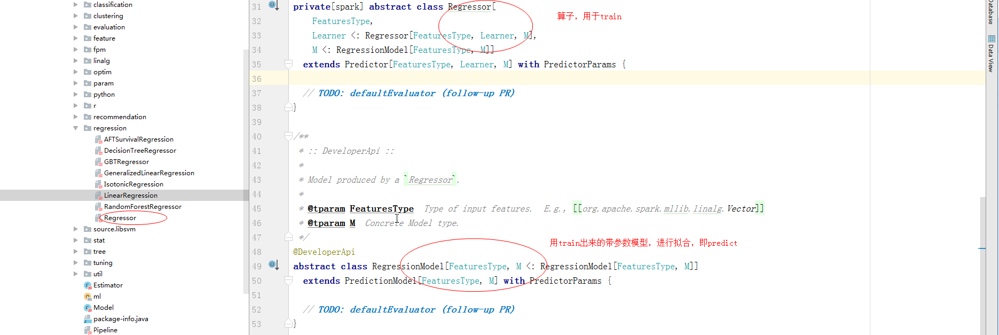 classification
clustering
evaluation
feature
fpm
linalg
optim
param
python
r
recommendation
regression
AFTSurvivalRegression
DecisionTreeRegressor
GBTRegressor
GeneralizedLinearRegression
IsotonicRegression
LinearRegression
RandomForestRegressor
Regressor
source.libsvm
stat
tree
tuning
util
Estimator
ml
Model
package-info.java
Pipeline
31 private[spark] abstract class Regressor[
算子，用于train
32 FeaturesType,
33 Learner <: Regressor[FeaturesType, Learner, M],
34 M <: RegressionModel[FeaturesType, M]]
35 extends Predictor[FeaturesType, Learner, M] with PredictorParams {
36
37 // TODO: defaultEvaluator (follow-up PR)
38 }
39
40 /**
41 * :: DeveloperApi ::
42 *
43 * Model produced by a `Regressor`.
44 *
45 * @tparam FeaturesType Type of input features. E.g., [[org.apache.spark.mllib.linalg.Vector]]
46 * @tparam M Concrete Model type.
47 */
用train出来的带参数模型，进行拟合，即predict
48 @DeveloperApi
49 abstract class RegressionModel[FeaturesType, M <: RegressionModel[FeaturesType, M]]
50 extends PredictionModel[FeaturesType, M] with PredictorParams {
51
52 // TODO: defaultEvaluator (follow-up PR)
53 }
Database
Data View